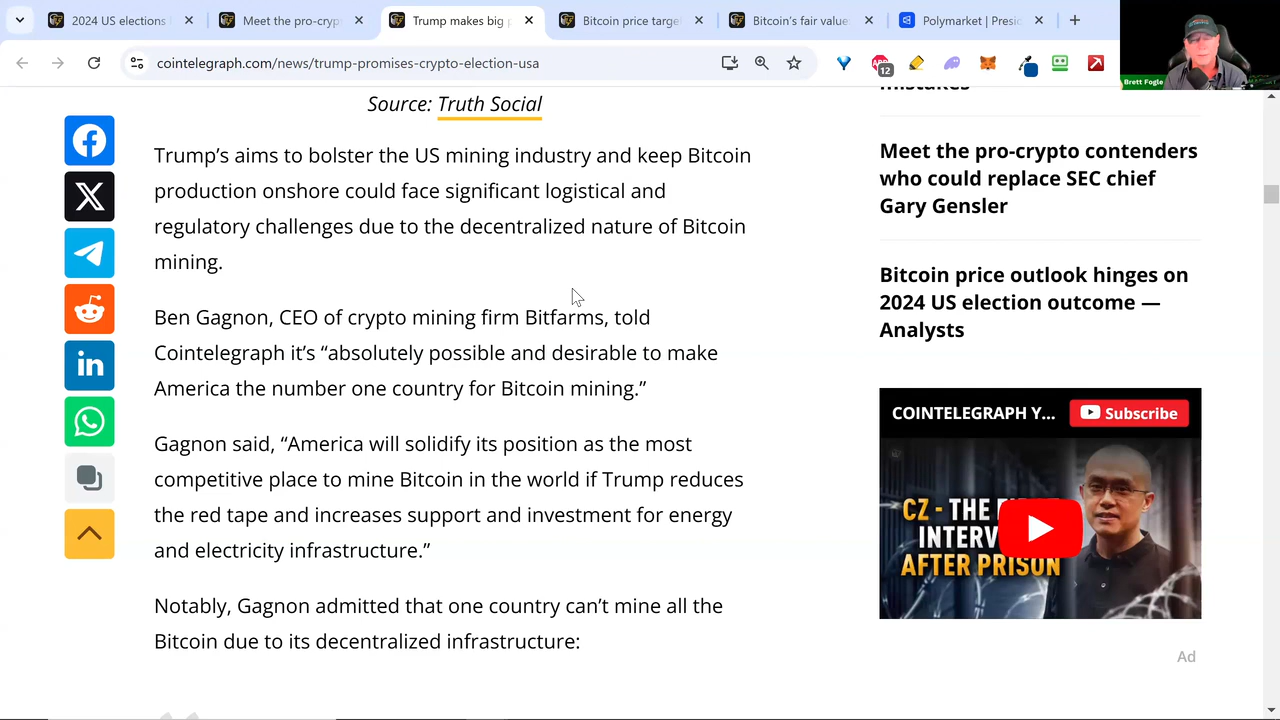 2024 US elections
Meet the pro-cryp
Trump makes big p
Bitcoin price targe
Bitcoin's fair value
Polymarket | Presi
cointelegraph.com/news/trump-promises-crypto-election-usa
12
Brett Fogle
Source: Truth Social
Trump's aims to bolster the US mining industry and keep Bitcoin
production onshore could face significant logistical and
regulatory challenges due to the decentralized nature of Bitcoin
mining.
Ben Gagnon, CEO of crypto mining firm Bitfarms, told
Cointelegraph it's “absolutely possible and desirable to make
America the number one country for Bitcoin mining.”
Gagnon said, “America will solidify its position as the most
competitive place to mine Bitcoin in the world if Trump reduces
the red tape and increases support and investment for energy
and electricity infrastructure.”
Notably, Gagnon admitted that one country can't mine all the
Bitcoin due to its decentralized infrastructure:
mistakes
Meet the pro-crypto contenders
who could replace SEC chief
Gary Gensler
Bitcoin price outlook hinges on
2024 US election outcome —
Analysts
COINTELEGRAPH Y...
Subscribe
CZ - THE
INTERV
AFTER PRISON
Ad